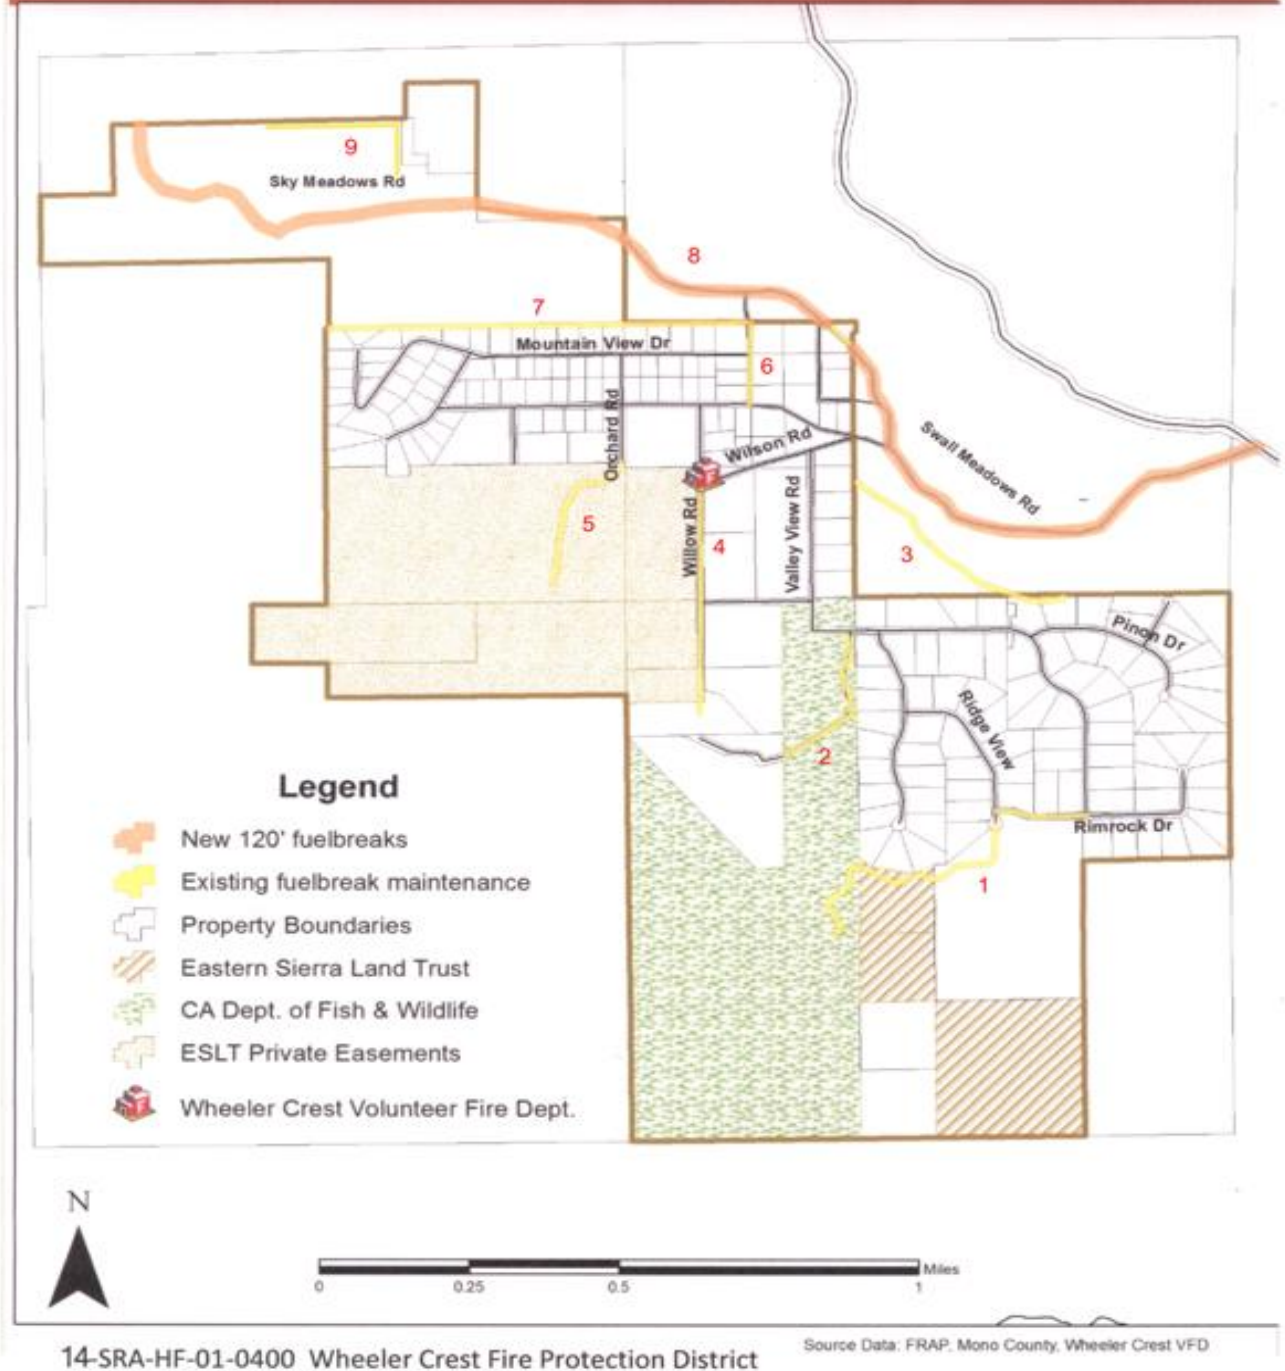 9
Sky Meadows Rd
8
7
Mountain View Dr
6
Orchard Rd
Wilson Rd
Swall Meadows Rd
5
Willow Rd
4
Valley View Rd
3
Pinon Dr
Ridge View
2
Rimrock Dr
1
Legend
New 120' fuelbreaks
Existing fuelbreak maintenance
Property Boundaries
Eastern Sierra Land Trust
CA Dept. of Fish & Wildlife
ESLT Private Easements
Wheeler Crest Volunteer Fire Dept.
N
0 0.25 0.5 1 Miles
Source Data: FRAP, Mono County, Wheeler Crest VFD
14-SRA-HF-01-0400 Wheeler Crest Fire Protection District